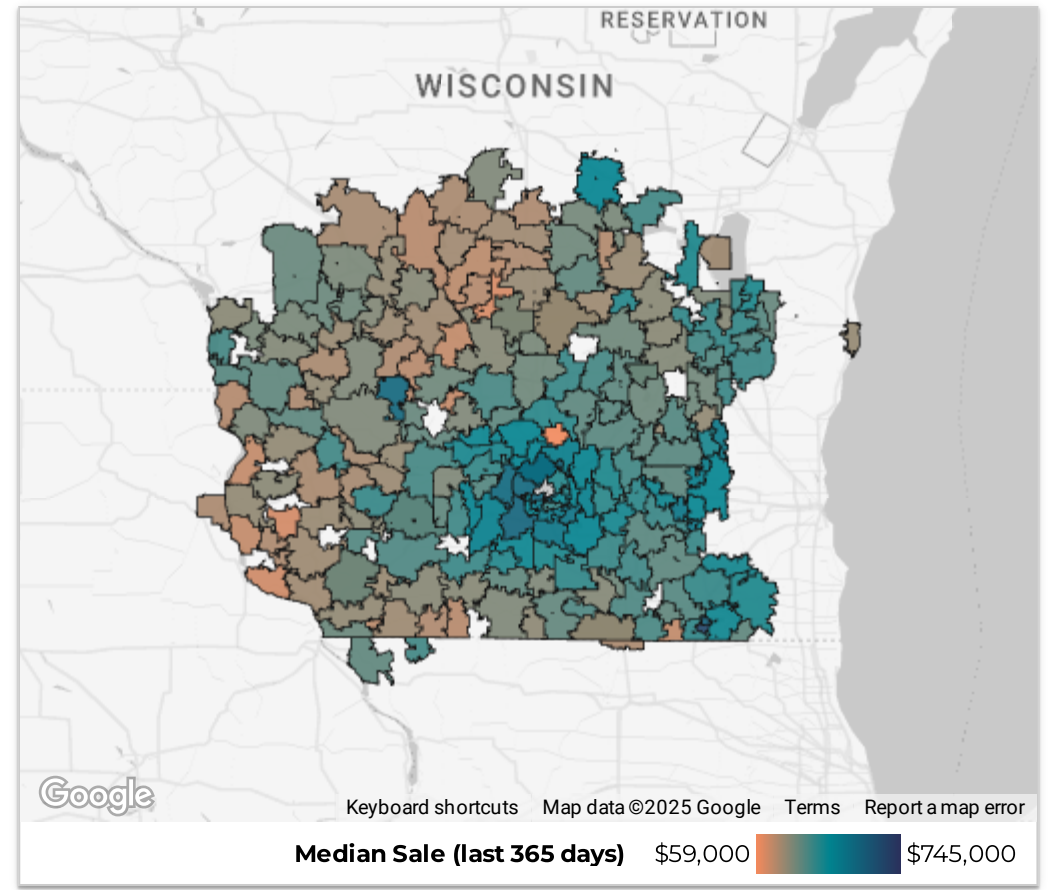 RESERVATION
WISCONSIN
Google
Keyboard shortcuts Map data ©2025 Google Terms Report a map error
Median Sale (last 365 days) $59,000 $745,000